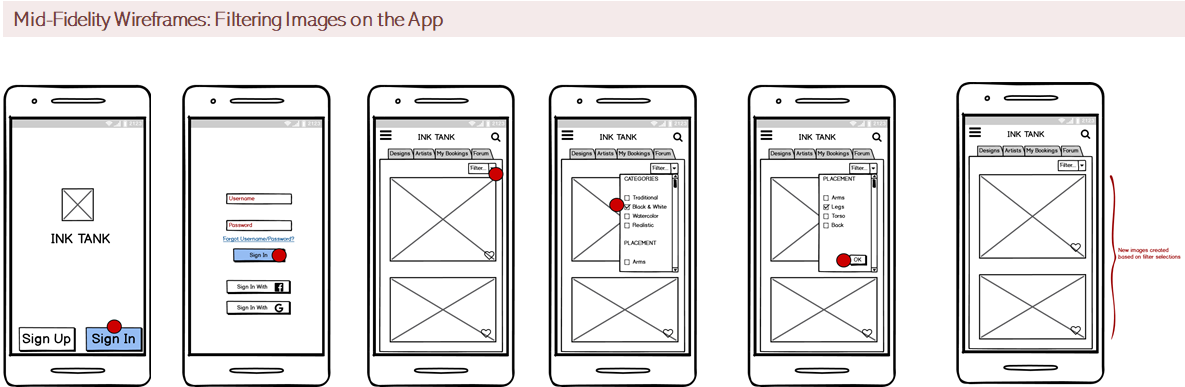 Mid-Fidelity Wireframes: Filtering Images on the App
INK TANK
Sign Up
Sign In
Username
Password
Forgot Username/Password?
Sign In
Sign In With
Sign In With G
INK TANK
Designs Artists My Bookings Forum
Filter...
INK TANK
Designs Artists My Bookings Forum
Filter...
CATEGORIES
Traditional
Black & White
Watercolor
Realistic
PLACEMENT
Arms
INK TANK
Designs Artists My Bookings Forum
Filter...
PLACEMENT
Arms
Legs
Torso
Back
OK
INK TANK
Designs Artists My Bookings Forum
Filter...
New images created
based on filter selections